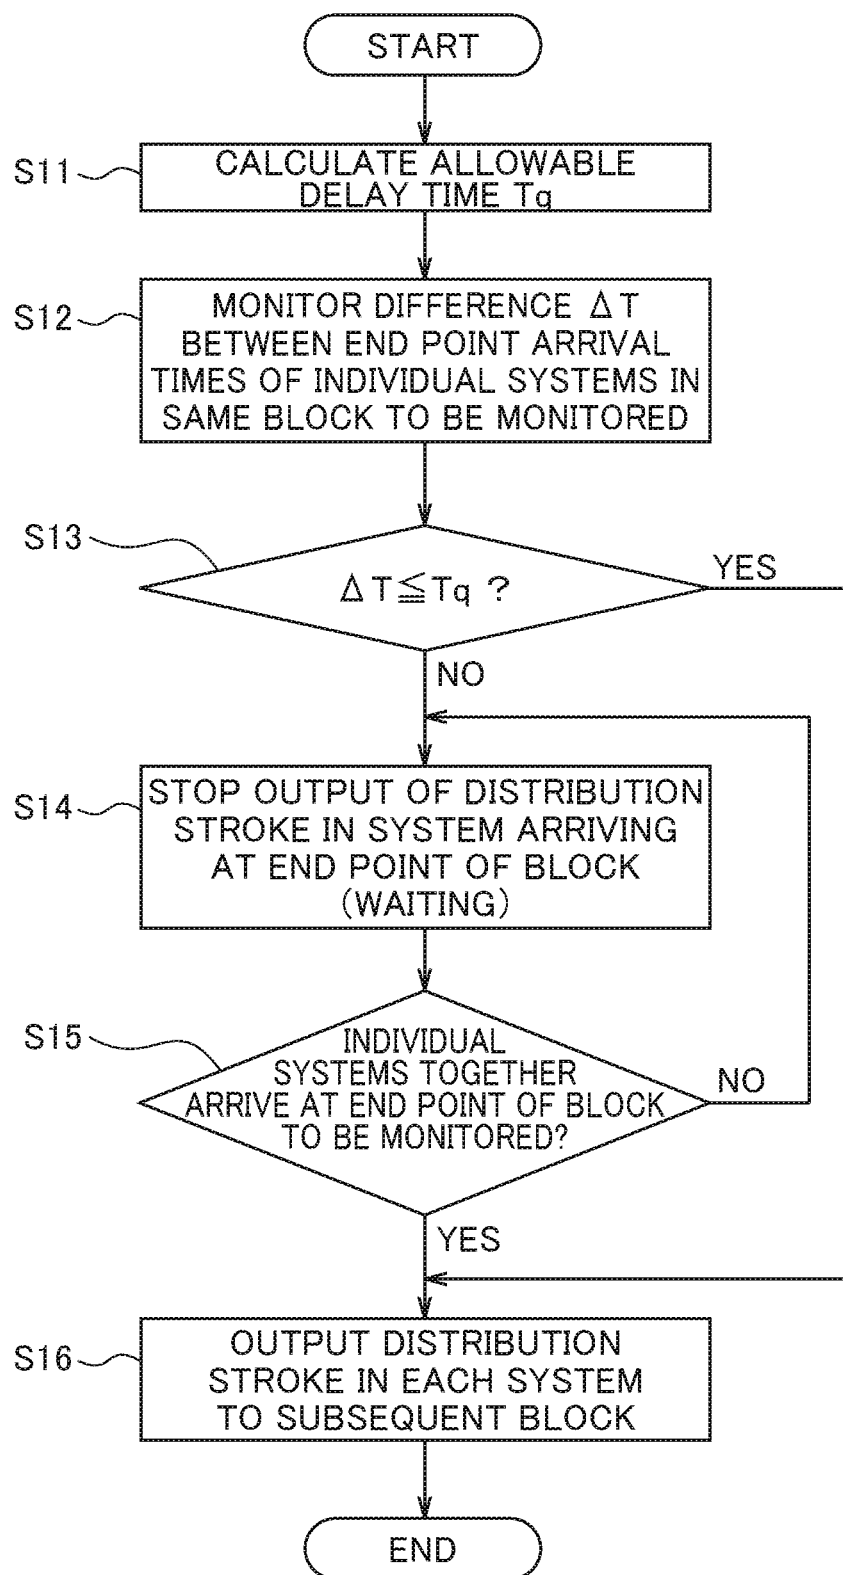 START
S11
CALCULATE ALLOWABLE
DELAY TIME Tq
S12
MONITOR DIFFERENCE ΔT
BETWEEN END POINT ARRIVAL
TIMES OF INDIVIDUAL SYSTEMS IN
SAME BLOCK TO BE MONITORED
S13
ΔT≦Tq ?
YES
NO
S14
STOP OUTPUT OF DISTRIBUTION
STROKE IN SYSTEM ARRIVING
AT END POINT OF BLOCK
(WAITING)
S15
INDIVIDUAL
SYSTEMS TOGETHER
ARRIVE AT END POINT OF BLOCK
TO BE MONITORED?
NO
YES
S16
OUTPUT DISTRIBUTION
STROKE IN EACH SYSTEM
TO SUBSEQUENT BLOCK
END